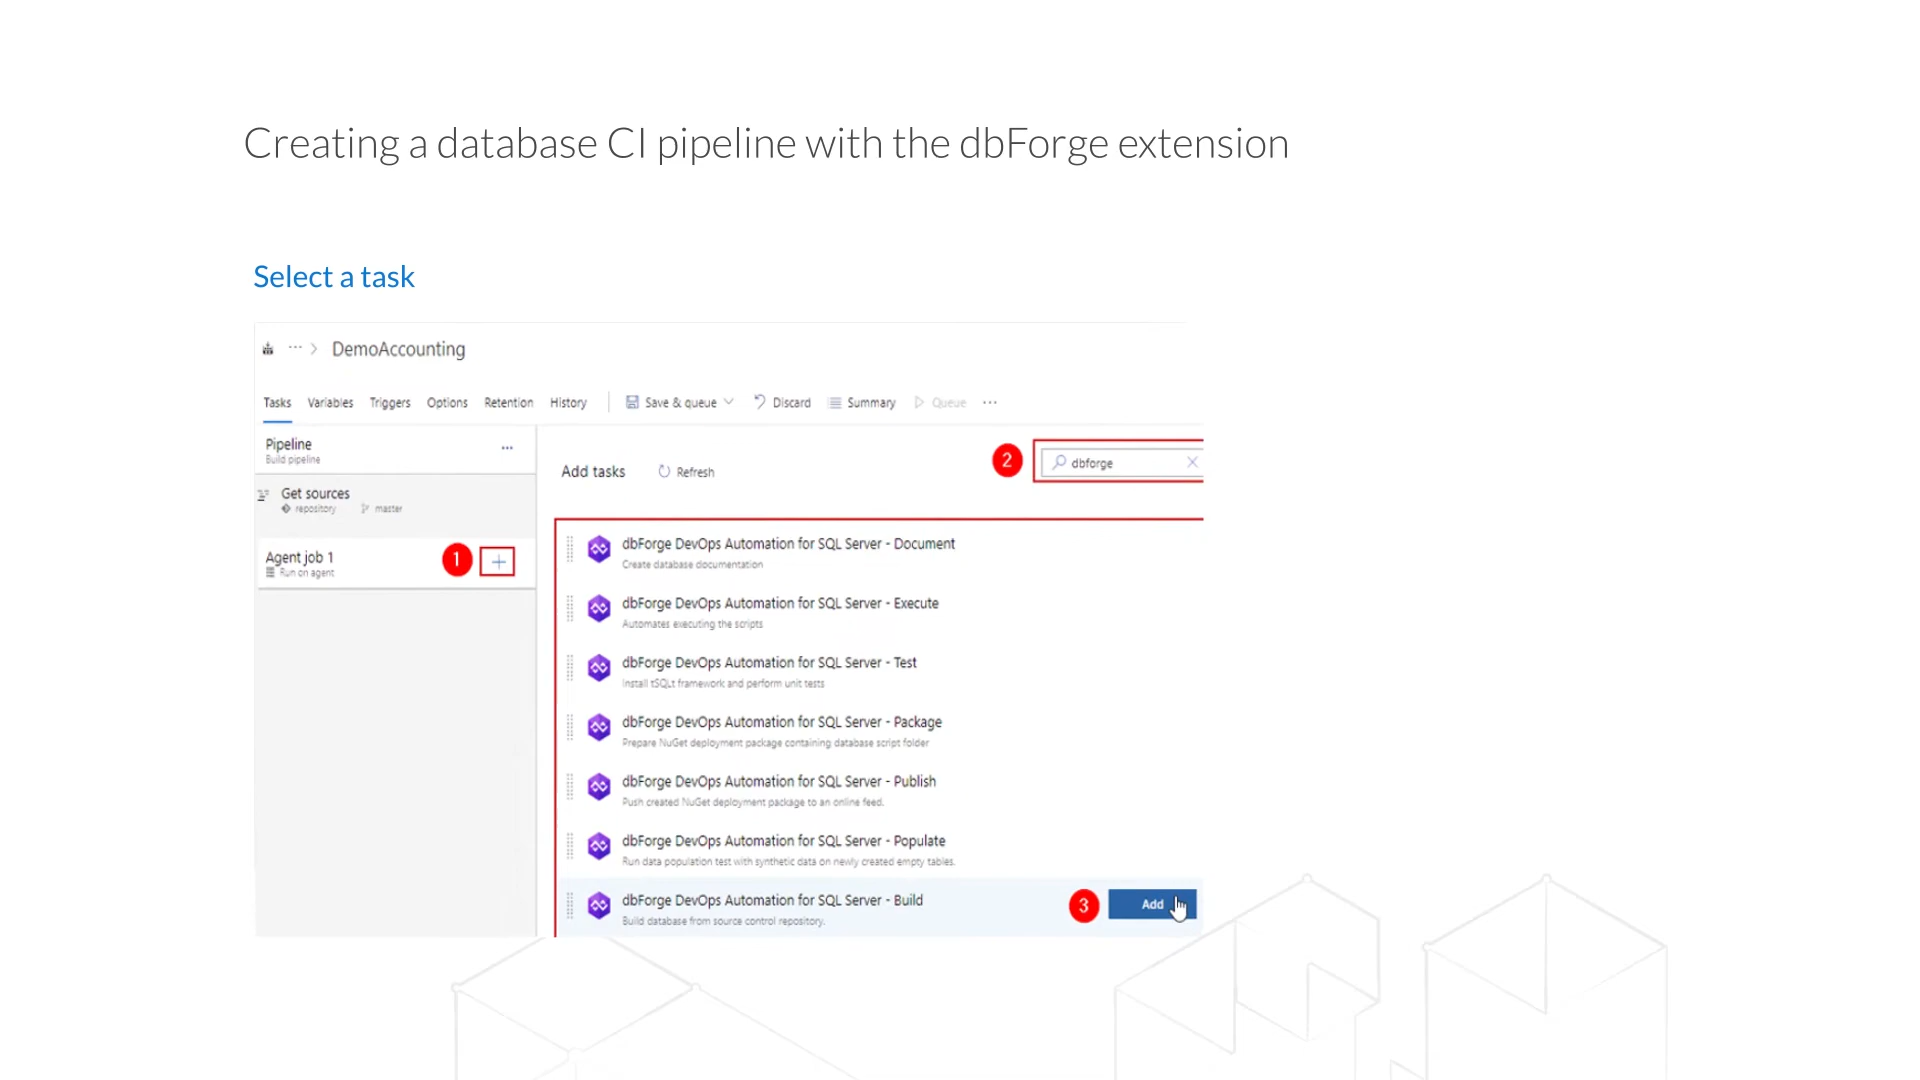 Creating a database CI pipeline with the dbForge extension
Select a task
··· > DemoAccounting
Tasks Variables Triggers Options Retention History Save & queue Discard Summary Queue ···
Pipeline ···
Build pipeline
Get sources
repository master
Agent job 1
Run on agent
1
+
Add tasks Refresh
2
dbforge
dbForge DevOps Automation for SQL Server - Document
Create database documentation
dbForge DevOps Automation for SQL Server - Execute
Automates executing the scripts
dbForge DevOps Automation for SQL Server - Test
Install tSQLt framework and perform unit tests
dbForge DevOps Automation for SQL Server - Package
Prepare NuGet deployment package containing database script folder
dbForge DevOps Automation for SQL Server - Publish
Push created NuGet deployment package to an online feed.
dbForge DevOps Automation for SQL Server - Populate
Run data population test with synthetic data on newly created empty tables.
dbForge DevOps Automation for SQL Server - Build
Build database from source control repository.
3
Add